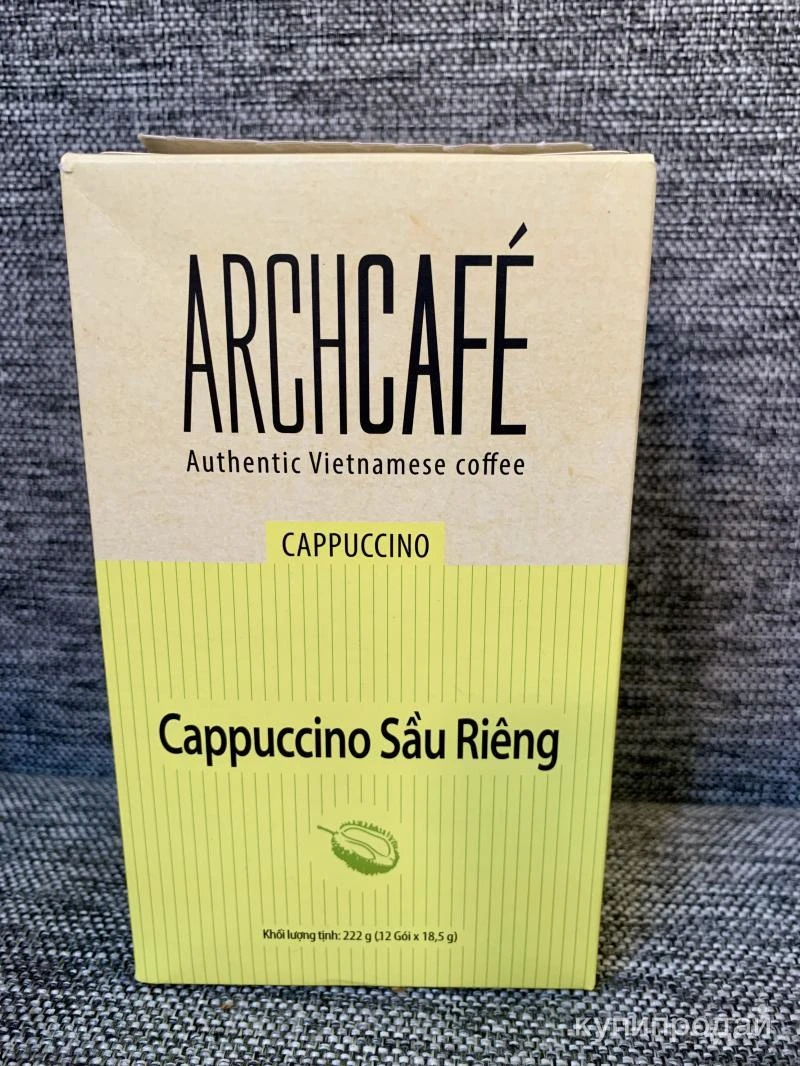 ARCHCAFÉ
Authentic Vietnamese coffee
CAPPUCCINO
Cappuccino Sầu Riêng
Khối lượng tịnh: 222 g (12 Gói x 18,5 g)
купипродай